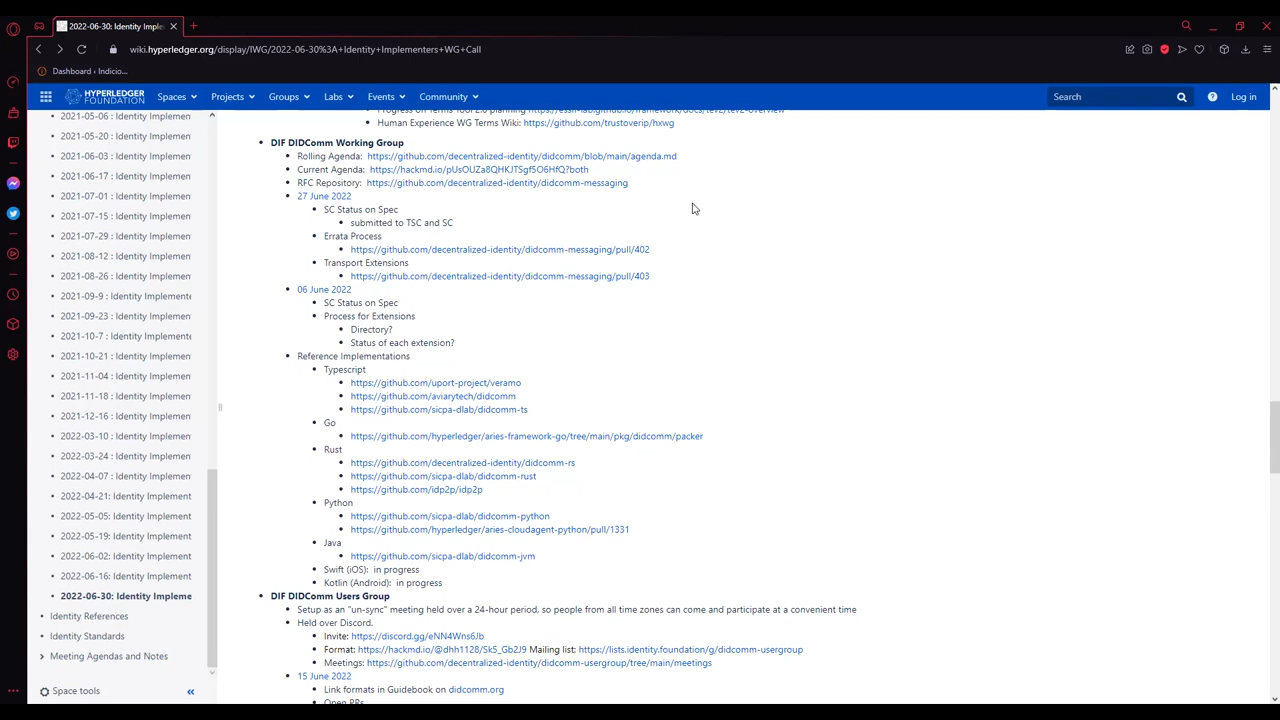 2022-06-30: Identity Imple
wiki.hyperledger.org/display/IWG/2022-06-30%3A+Identity+Implementers+WG+Call
Dashboard ‹ Indicio...
HYPERLEDGER FOUNDATION Spaces Projects Groups Labs Events Community Search Log in
2021-05-06 : Identity Implemen
2021-05-20 : Identity Implemen
2021-06-03 : Identity Implemen
2021-06-17 : Identity Implemen
2021-07-01 : Identity Implemen
2021-07-15 : Identity Implemen
2021-07-29 : Identity Implemen
2021-08-12 : Identity Implemen
2021-08-26 : Identity Implemen
2021-09-9 : Identity Implemente
2021-09-23 : Identity Implemen
2021-10-7 : Identity Implemente
2021-10-21 : Identity Implemen
2021-11-04 : Identity Implemen
2021-11-18 : Identity Implemen
2021-12-16 : Identity Implemen
2022-03-10 : Identity Implemen
2022-03-24 : Identity Implemen
2022-04-07 : Identity Implemen
2022-04-21: Identity Implement
2022-05-05: Identity Implement
2022-05-19: Identity Implement
2022-06-02: Identity Implement
2022-06-16: Identity Implement
2022-06-30: Identity Impleme
Identity References
Identity Standards
Meeting Agendas and Notes
Space tools
Human Experience WG Terms Wiki: https://github.com/trustoverip/hxwg
DIF DIDComm Working Group
Rolling Agenda: https://github.com/decentralized-identity/didcomm/blob/main/agenda.md
Current Agenda: https://hackmd.io/pUsOUZa8QHKJTSgf5O6HfQ?both
RFC Repository: https://github.com/decentralized-identity/didcomm-messaging
27 June 2022
SC Status on Spec
submitted to TSC and SC
Errata Process
https://github.com/decentralized-identity/didcomm-messaging/pull/402
Transport Extensions
https://github.com/decentralized-identity/didcomm-messaging/pull/403
06 June 2022
SC Status on Spec
Process for Extensions
Directory?
Status of each extension?
Reference Implementations
Typescript
https://github.com/uport-project/veramo
https://github.com/aviarytech/didcomm
https://github.com/sicpa-dlab/didcomm-ts
Go
https://github.com/hyperledger/aries-framework-go/tree/main/pkg/didcomm/packer
Rust
https://github.com/decentralized-identity/didcomm-rs
https://github.com/sicpa-dlab/didcomm-rust
https://github.com/idp2p/idp2p
Python
https://github.com/sicpa-dlab/didcomm-python
https://github.com/hyperledger/aries-cloudagent-python/pull/1331
Java
https://github.com/sicpa-dlab/didcomm-jvm
Swift (iOS): in progress
Kotlin (Android): in progress
DIF DIDComm Users Group
Setup as an "un-sync" meeting held over a 24-hour period. so people from all time zones can come and participate at a convenient time
Held over Discord.
Invite: https://discord.gg/eNN4Wns6Jb
Format: https://hackmd.io/@dhh1128/Sk5_Gb2J9 Mailing list: https://lists.identity.foundation/g/didcomm-usergroup
Meetings: https://github.com/decentralized-identity/didcomm-usergroup/tree/main/meetings
15 June 2022
Link formats in Guidebook on didcomm.org
Open PRs